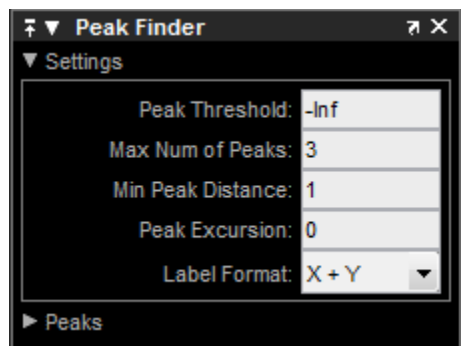 Peak Finder
Settings
Peak Threshold: -Inf
Max Num of Peaks: 3
Min Peak Distance: 1
Peak Excursion: 0
Label Format: X + Y
Peaks